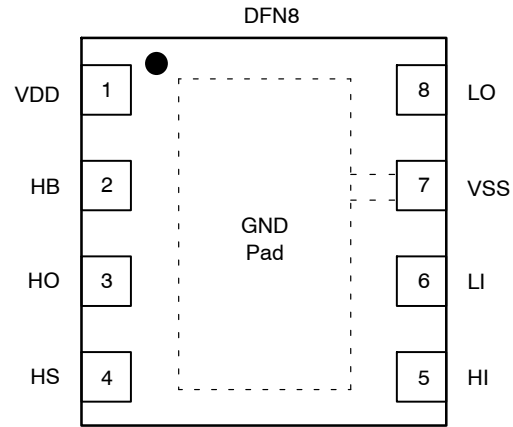 DFN8
VDD 1 8 LO
HB 2 7 VSS
GND
Pad
HO 3 6 LI
HS 4 5 HI